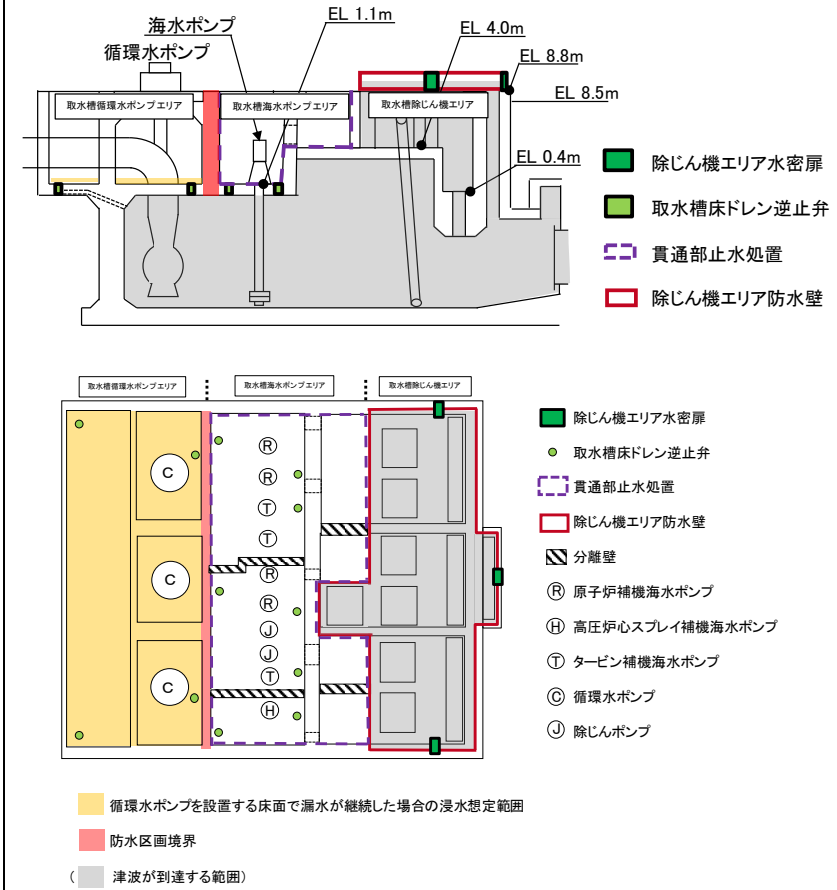 海水ポンプ
循環水ポンプ
EL 1.1m
EL 4.0m
EL 8.8m
EL 8.5m
取水槽循環水ポンプエリア
取水槽海水ポンプエリア
取水槽除じん機エリア
EL 0.4m
除じん機エリア水密扉
取水槽床ドレン逆止弁
貫通部止水処置
除じん機エリア防水壁
取水槽循環水ポンプエリア
取水槽海水ポンプエリア
取水槽除じん機エリア
C
C
C
R
R
T
T
R
R
J
J
T
H
除じん機エリア水密扉
取水槽床ドレン逆止弁
貫通部止水処置
除じん機エリア防水壁
分離壁
R 原子炉補機海水ポンプ
H 高圧炉心スプレイ補機海水ポンプ
T タービン補機海水ポンプ
C 循環水ポンプ
J 除じんポンプ
循環水ポンプを設置する床面で漏水が継続した場合の浸水想定範囲
防水区画境界
( 津波が到達する範囲)